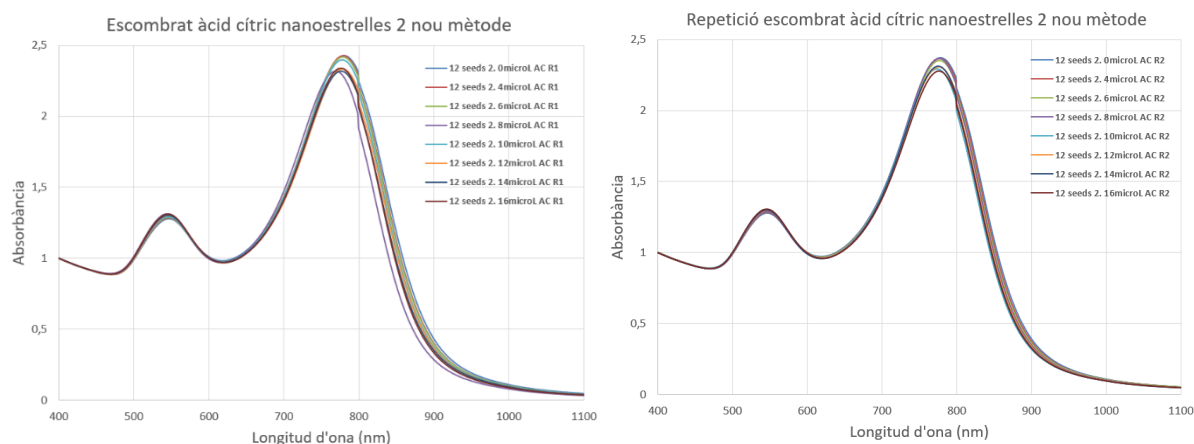 Escombrat àcid cítric nanoestrelles 2 nou mètode
2,5
2
1,5
1
0,5
0
Absorbància
400
500
600
700
800
900
1000
1100
Longitud d'ona (nm)
12 seeds 2. 0microL AC R1
12 seeds 2. 4microL AC R1
12 seeds 2. 6microL AC R1
12 seeds 2. 8microL AC R1
12 seeds 2. 10microL AC R1
12 seeds 2. 12microL AC R1
12 seeds 2. 14microL AC R1
12 seeds 2. 16microL AC R1
Repetició escombrat àcid cítric nanoestrelles 2 nou mètode
2,5
2
1,5
1
0,5
0
Absorbància
400
500
600
700
800
900
1000
1100
Longitud d'ona (nm)
12 seeds 2. 0microL AC R2
12 seeds 2. 4microL AC R2
12 seeds 2. 6microL AC R2
12 seeds 2. 8microL AC R2
12 seeds 2. 10microL AC R2
12 seeds 2. 12microL AC R2
12 seeds 2. 14microL AC R2
12 seeds 2. 16microL AC R2